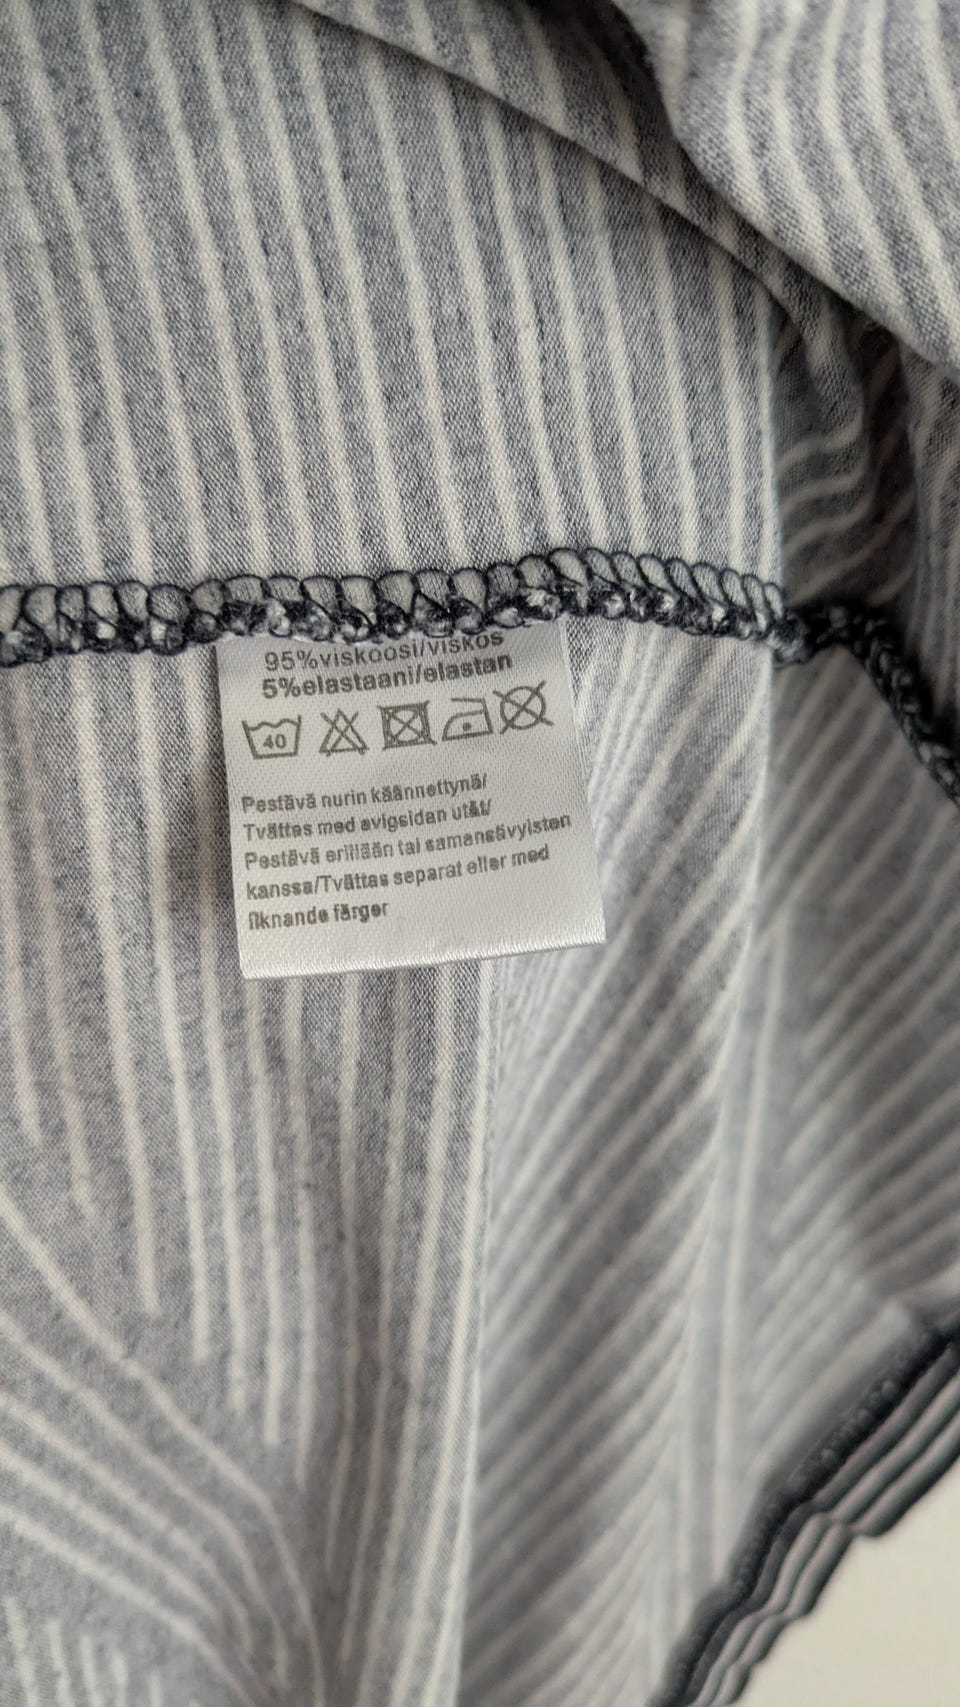 95%viskoosi/viskos
5%elastaani/elastan
40
Pestävä nurin käännettynä/
Tvättas med avigsidan utåt/
Pestävä erillään tai samansävyisten
kanssa/Tvättas separat eller med
liknande färger